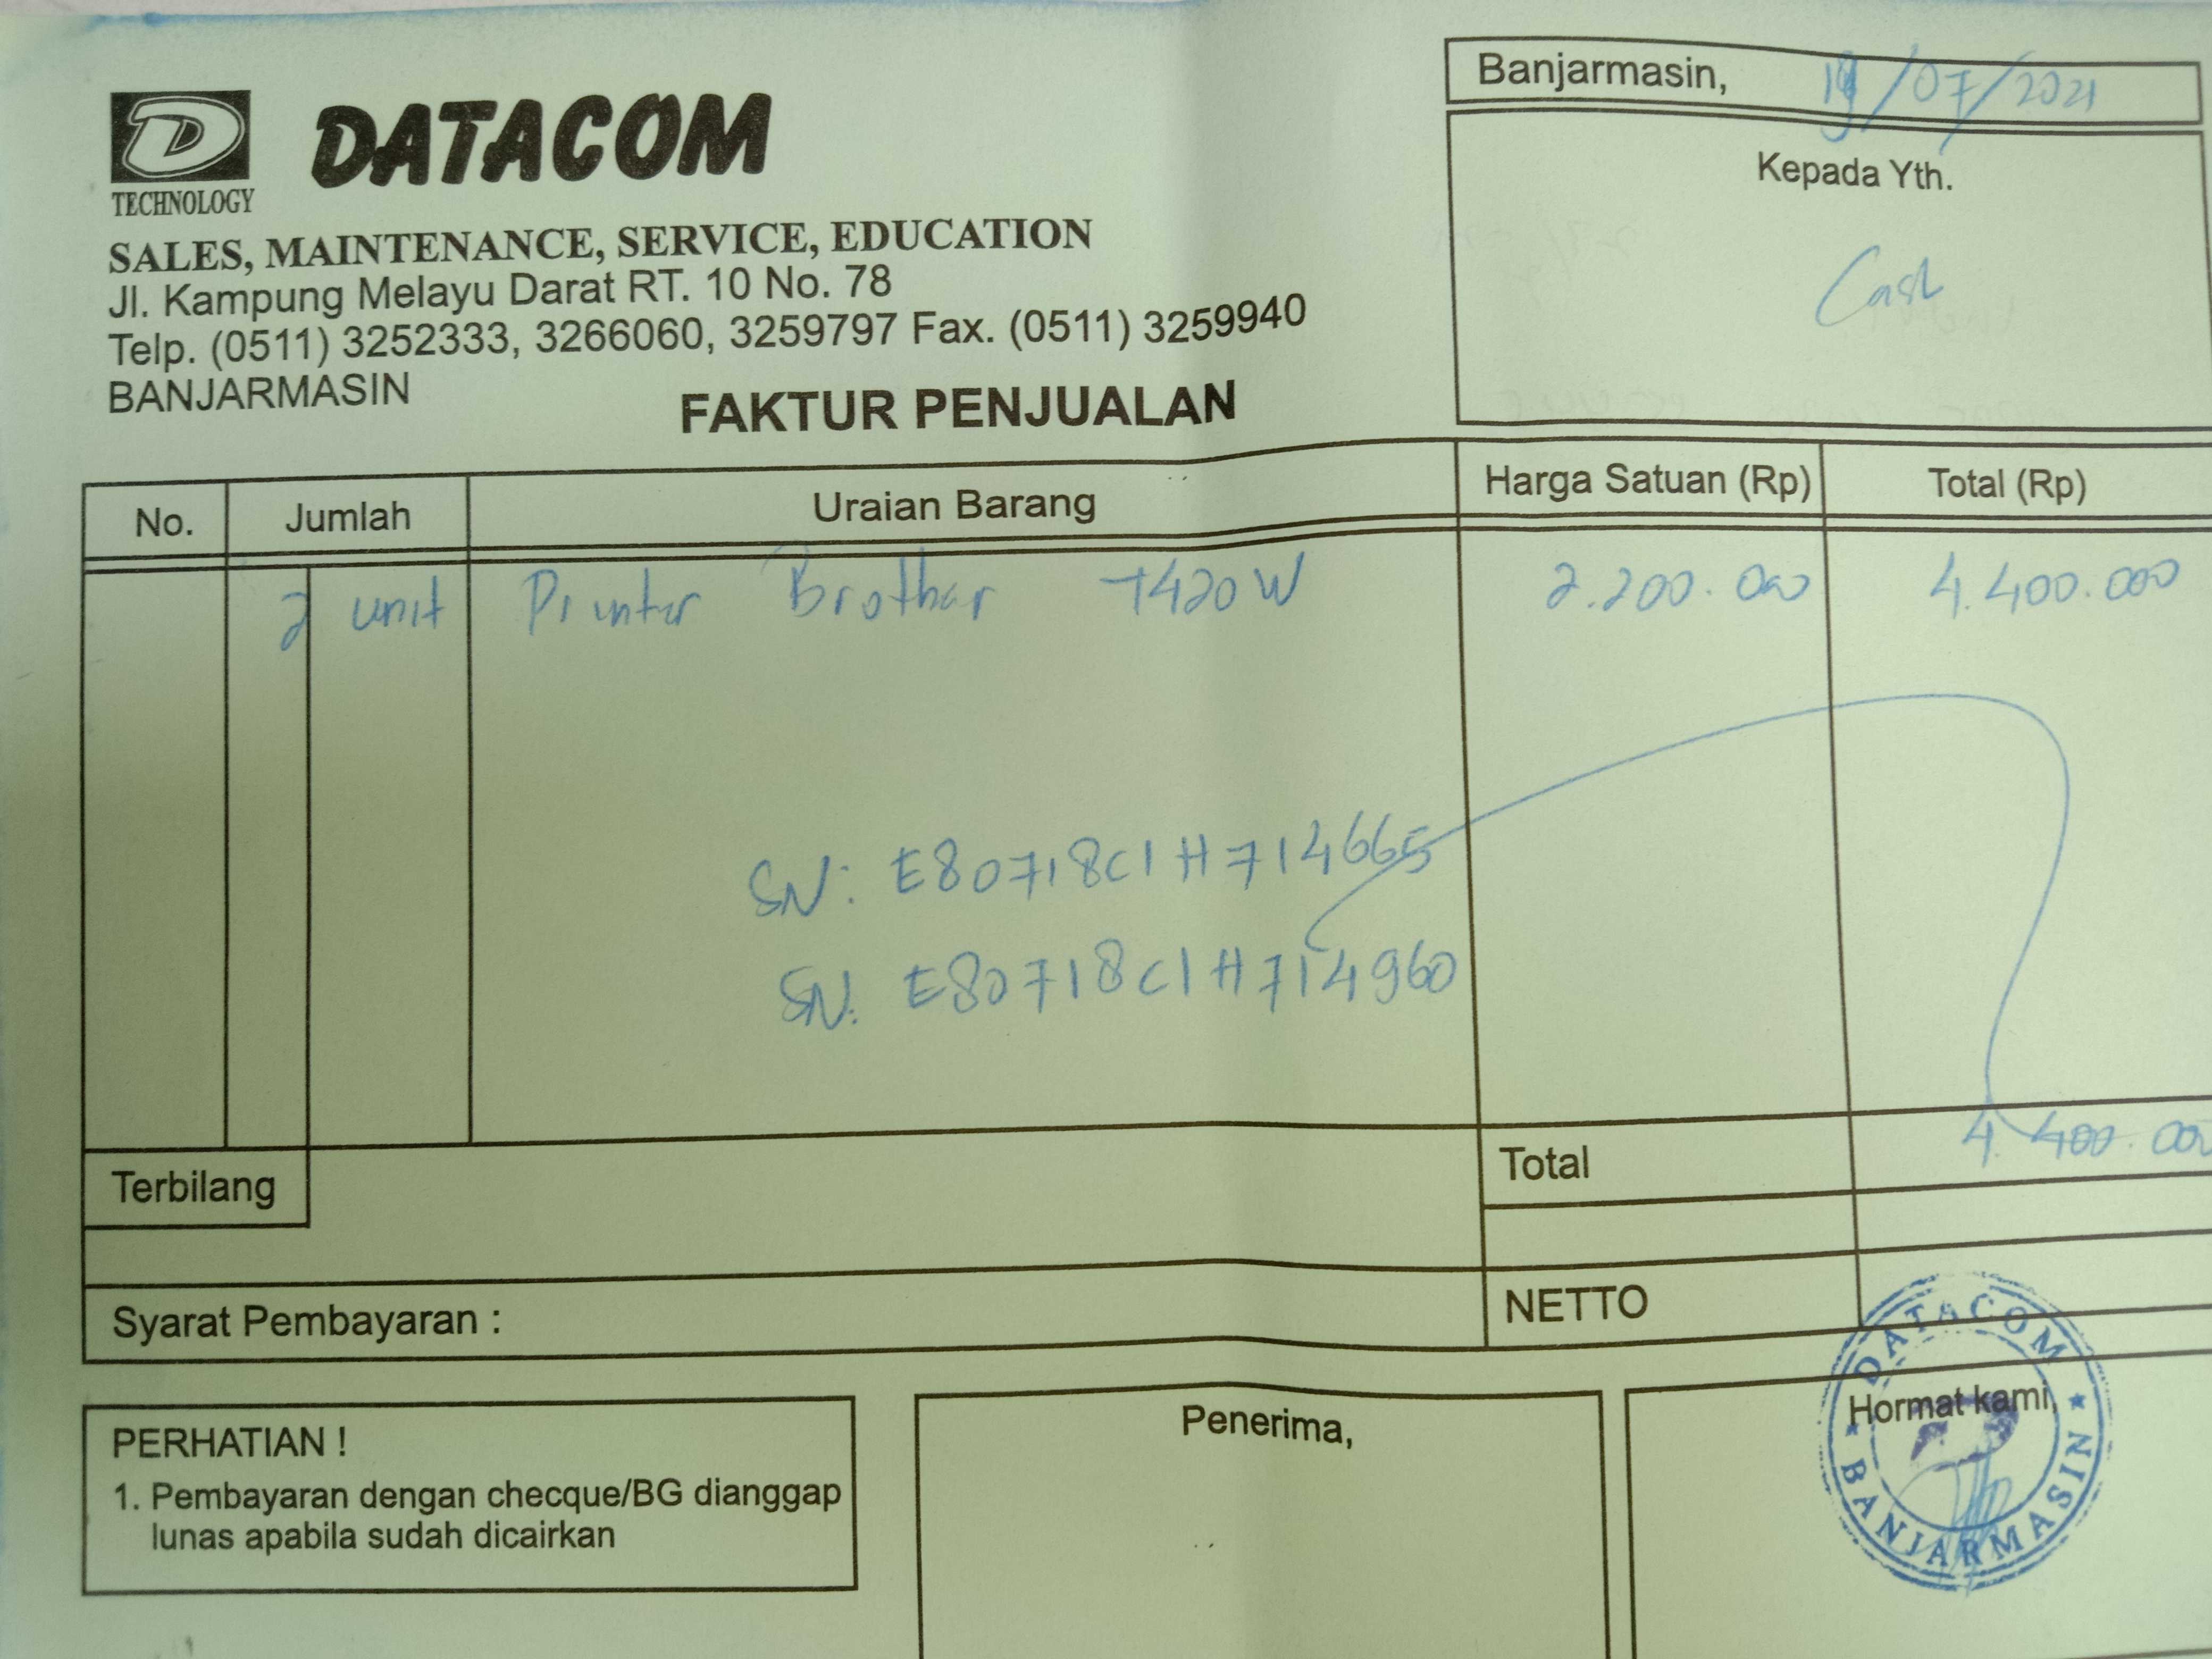 D
TECHNOLOGY
DATACOM
SALES, MAINTENANCE, SERVICE, EDUCATION
Jl. Kampung Melayu Darat RT. 10 No. 78
Telp. (0511) 3252333, 3266060, 3259797 Fax. (0511) 3259940
BANJARMASIN
FAKTUR PENJUALAN
Banjarmasin, /07/2021
Kepada Yth.
Cash
No. Jumlah Uraian Barang Harga Satuan (Rp) Total (Rp)
2 unit Printer Brother T420W 2.200.000 4.400.000
SN: E80718C1H714665
SN: E80718C1H714960
Terbilang
Total 4.400.000
Syarat Pembayaran :
NETTO
PERHATIAN !
1. Pembayaran dengan checque/BG dianggap
lunas apabila sudah dicairkan
Penerima,
Hormat kami,
DATACOM
BANJARMASIN